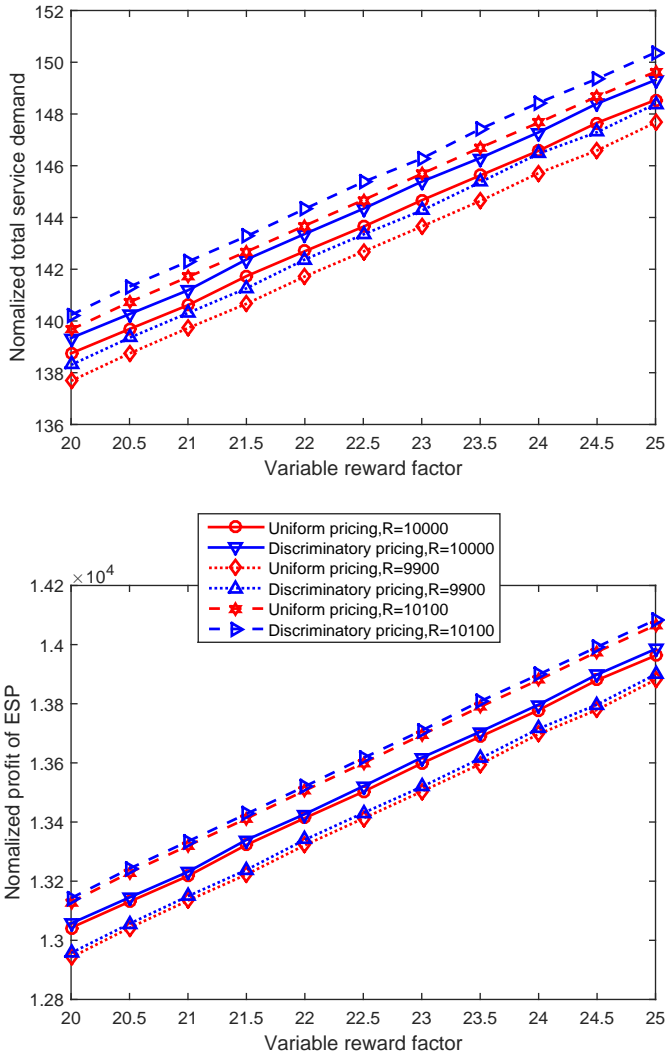 152
150
148
146
144
142
140
138
136
Nomalized total service demand
20 20.5 21 21.5 22 22.5 23 23.5 24 24.5 25
Variable reward factor
Uniform pricing,R=10000
Discriminatory pricing,R=10000
Uniform pricing,R=9900
Discriminatory pricing,R=9900
Uniform pricing,R=10100
Discriminatory pricing,R=10100
×10⁴
1.42
1.4
1.38
1.36
1.34
1.32
1.3
1.28
Nomalized profit of ESP
20 20.5 21 21.5 22 22.5 23 23.5 24 24.5 25
Variable reward factor